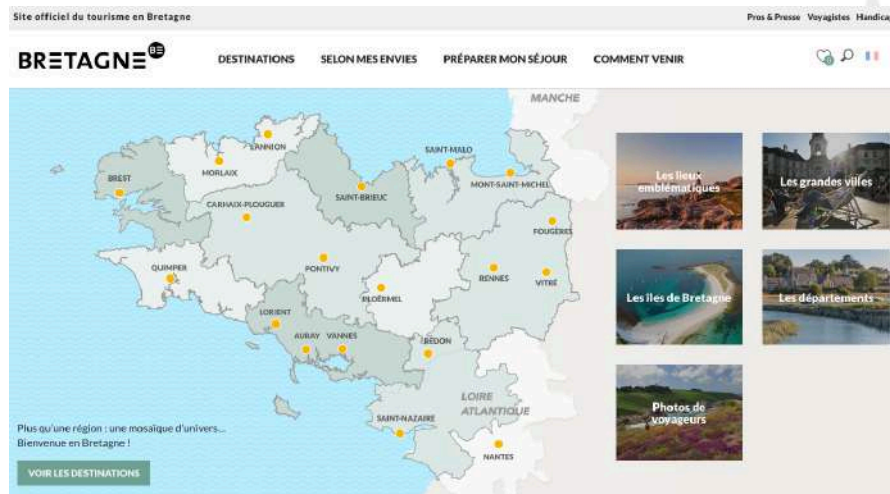 Site officiel du tourisme en Bretagne
Pros & Presse Voyagistes Handica
BRETAGNE BE
DESTINATIONS SELON MES ENVIES PRÉPARER MON SÉJOUR COMMENT VENIR
MANCHE
LANNION
SAINT-MALO
MORLAIX
BREST
MONT-SAINT-MICHEL
SAINT-BRIEUC
CARHAIX-PLOUGUER
FOUGÈRES
QUIMPER
PONTIVY
RENNES
VITRÉ
PLOËRMEL
LORIENT
AURAY VANNES
REDON
LOIRE
ATLANTIQUE
SAINT-NAZAIRE
NANTES
Les lieux
emblématiques
Les grandes villes
Les îles de Bretagne
Les départements
Photos de
voyageurs
Plus qu'une région : une mosaïque d'univers...
Bienvenue en Bretagne !
VOIR LES DESTINATIONS